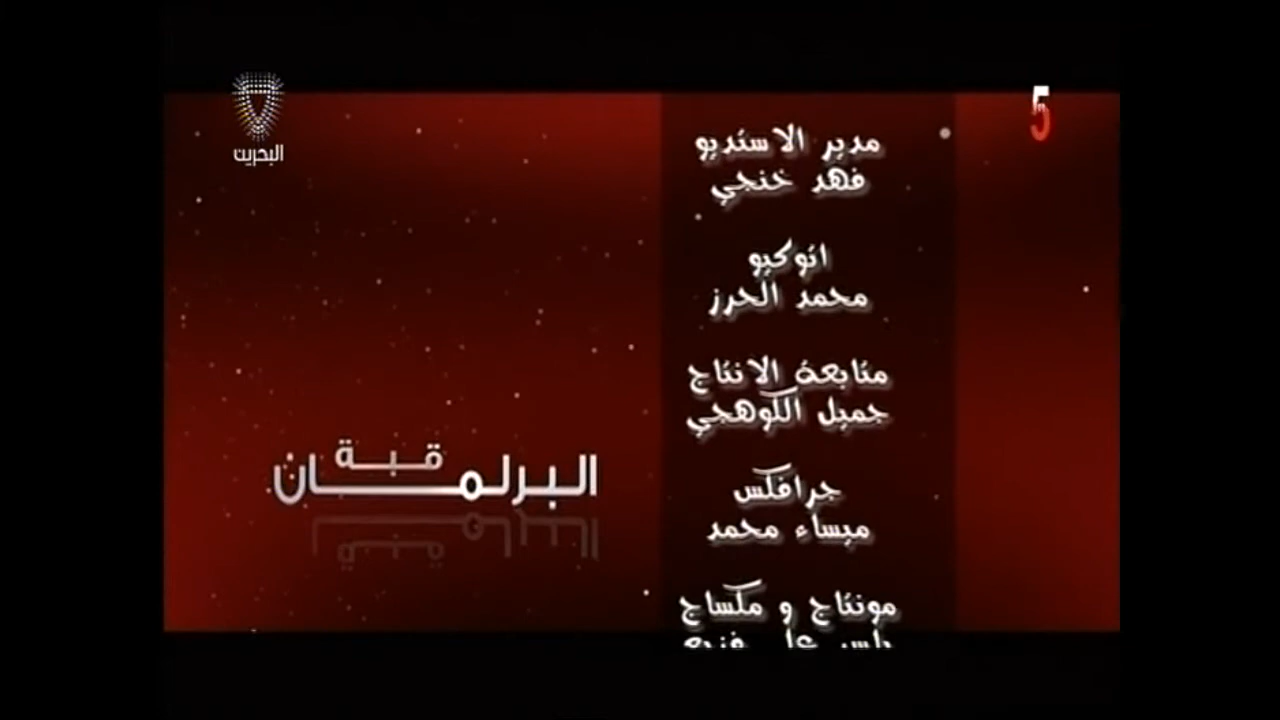 البحرين
5
مدير الاستديو
فهد خنجي
اتوكيو
محمد الحرز
متابعة الانتاج
جميل الكوهجي
جرافكس
ميساء محمد
مونتاج و مكساج
قبة
البرلمان